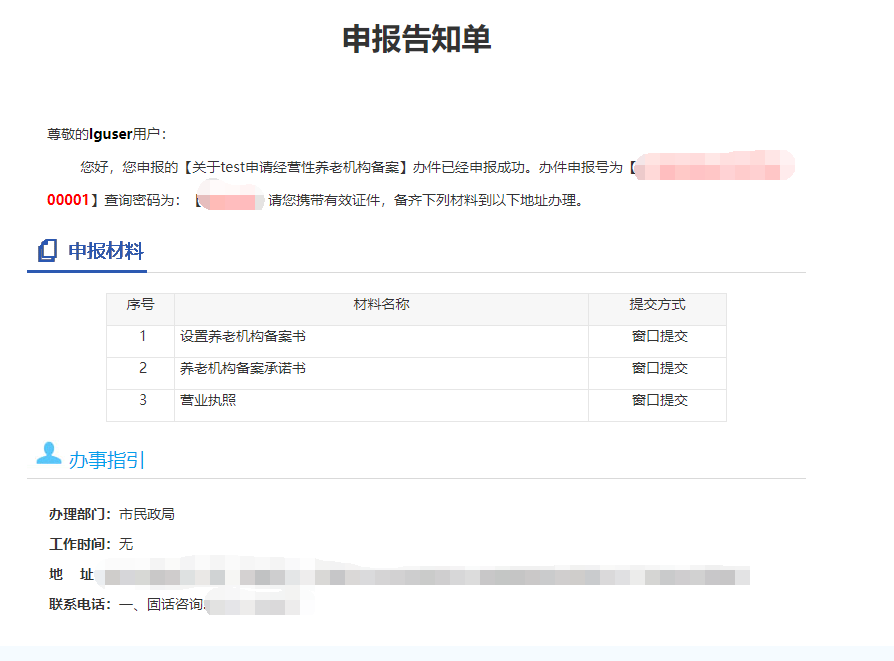 申报告知单
尊敬的lguser用户：
您好，您申报的【关于test申请经营性养老机构备案】办件已经申报成功。办件申报号为【
00001】查询密码为：【 请您携带有效证件，备齐下列材料到以下地址办理。
申报材料
序号 材料名称 提交方式
1 设置养老机构备案书 窗口提交
2 养老机构备案承诺书 窗口提交
3 营业执照 窗口提交
办事指引
办理部门：市民政局
工作时间：无
地 址
联系电话：一、固话咨询: